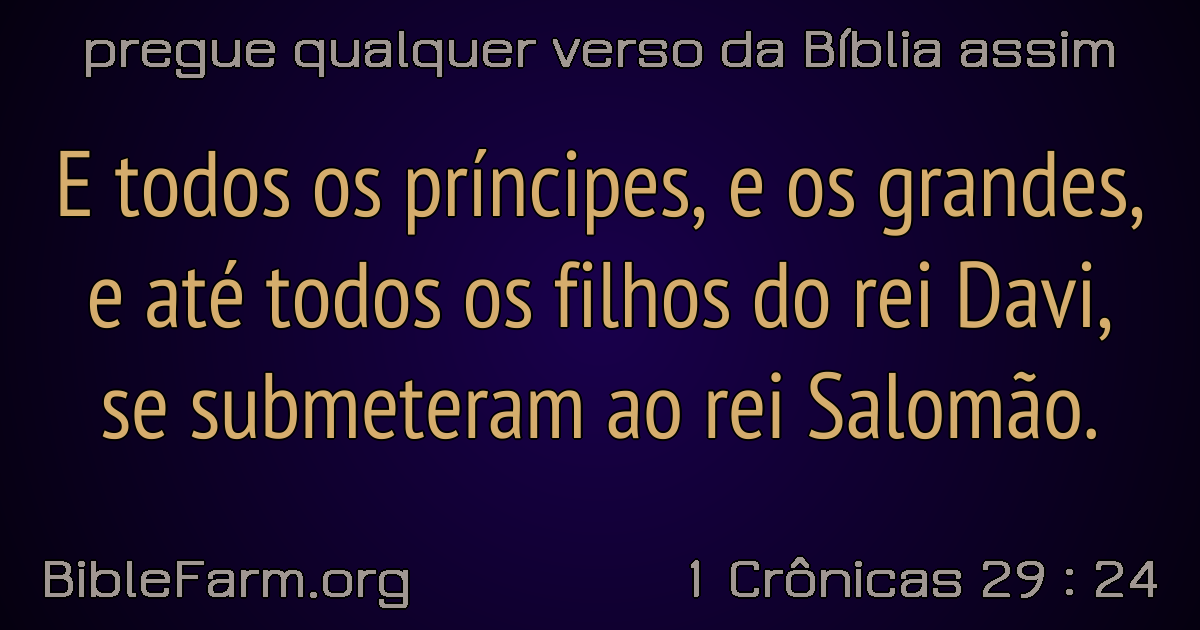 pregue qualquer verso da Bíblia assim
E todos os príncipes, e os grandes,
e até todos os filhos do rei Davi,
se submeteram ao rei Salomão.
BibleFarm.org
1 Crônicas 29 : 24